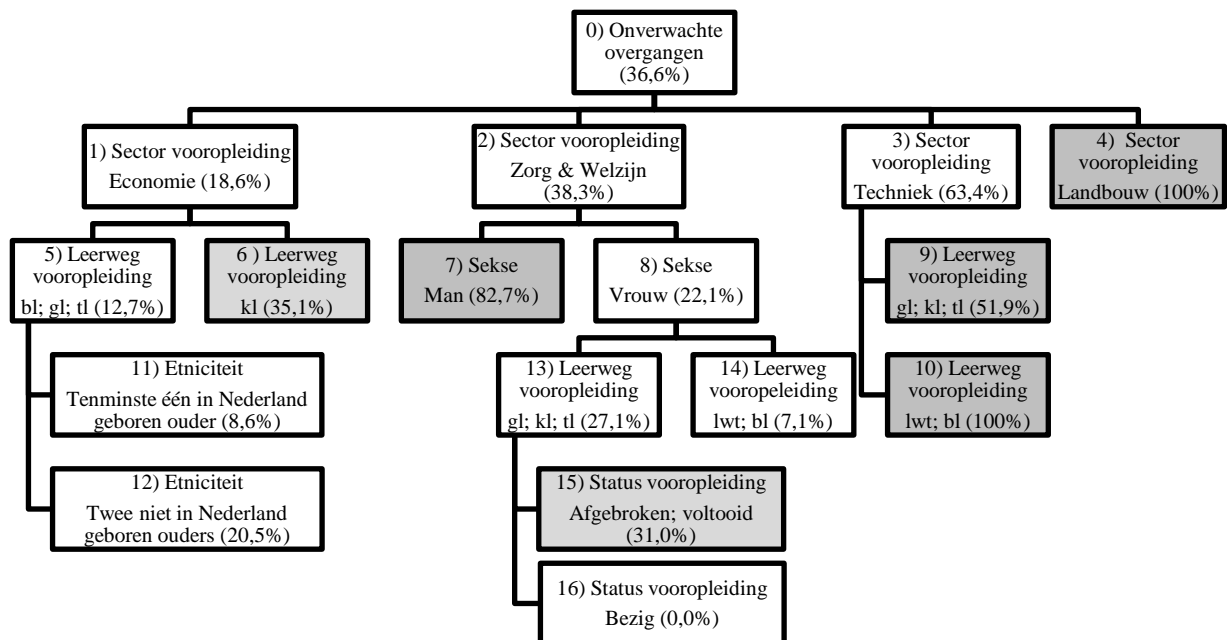 0) Onverwachte
overgangen
(36,6%)
1) Sector vooropleiding
Economie (18,6%)
2) Sector vooropleiding
Zorg & Welzijn
(38,3%)
3) Sector
vooropleiding
Techniek (63,4%)
4) Sector
vooropleiding
Landbouw (100%)
5) Leerweg
vooropleiding
bl; gl; tl (12,7%)
6 ) Leerweg
vooropleiding
kl (35,1%)
7) Sekse
Man (82,7%)
8) Sekse
Vrouw (22,1%)
9) Leerweg
vooropleiding
gl; kl; tl (51,9%)
10) Leerweg
vooropleiding
lwt; bl (100%)
11) Etniciteit
Tenminste één in Nederland
geboren ouder (8,6%)
12) Etniciteit
Twee niet in Nederland
geboren ouders (20,5%)
13) Leerweg
vooropleiding
gl; kl; tl (27,1%)
14) Leerweg
vooropeleiding
lwt; bl (7,1%)
15) Status vooropleiding
Afgebroken; voltooid
(31,0%)
16) Status vooropleiding
Bezig (0,0%)